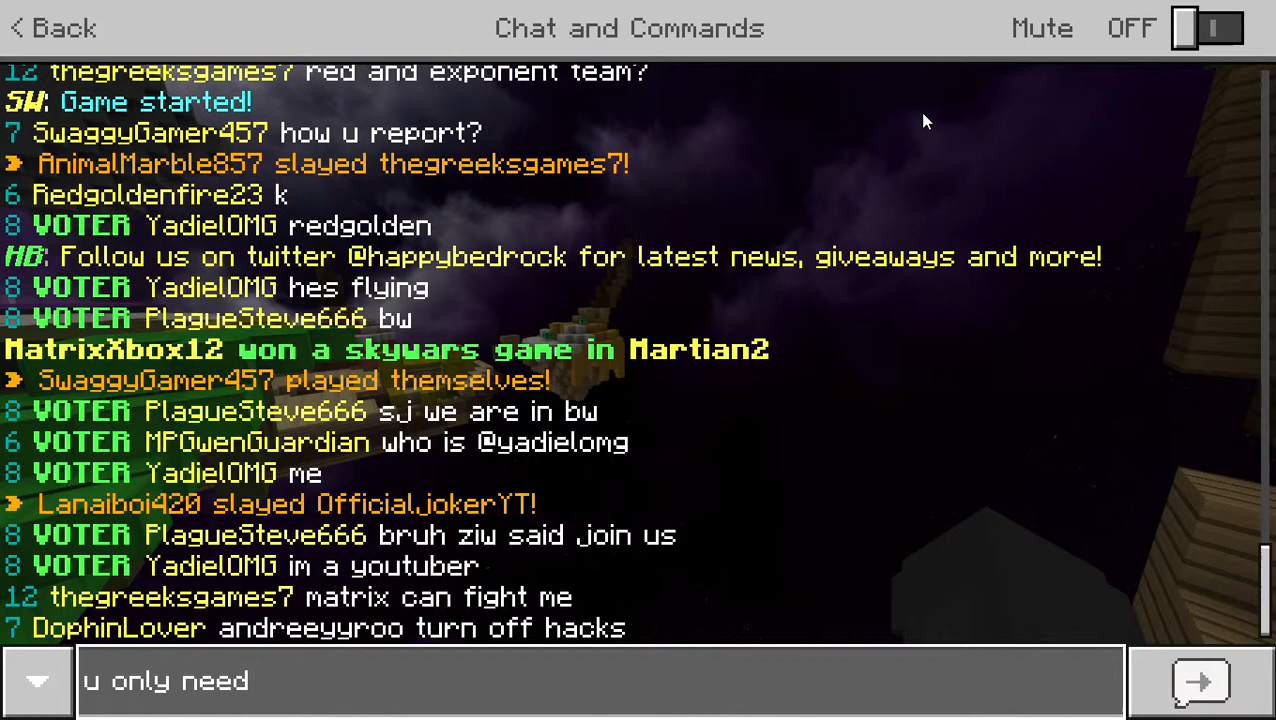 < Back
Chat and Commands
Mute OFF
12 thegreeksgames7 red and exponent team?
SW: Game started!
7 SwaggyGamer457 how u report?
AnimalMarble857 slayed thegreeksgames7!
6 Redgoldenfire23 k
8 VOTER YadielOMG redgolden
HB: Follow us on twitter @happybedrock for latest news, giveaways and more!
8 VOTER YadielOMG hes flying
8 VOTER PlagueSteve666 bw
MatrixXbox12 won a skywars game in Martian2
SwaggyGamer457 played themselves!
8 VOTER PlagueSteve666 sj we are in bw
6 VOTER MPGwenGuardian who is @yadielomg
8 VOTER YadielOMG me
Lanaiboi420 slayed OfficialjokerYT!
8 VOTER PlagueSteve666 bruh ziw said join us
8 VOTER YadielOMG im a youtuber
12 thegreeksgames7 matrix can fight me
7 DophinLover andreeyyroo turn off hacks
u only need